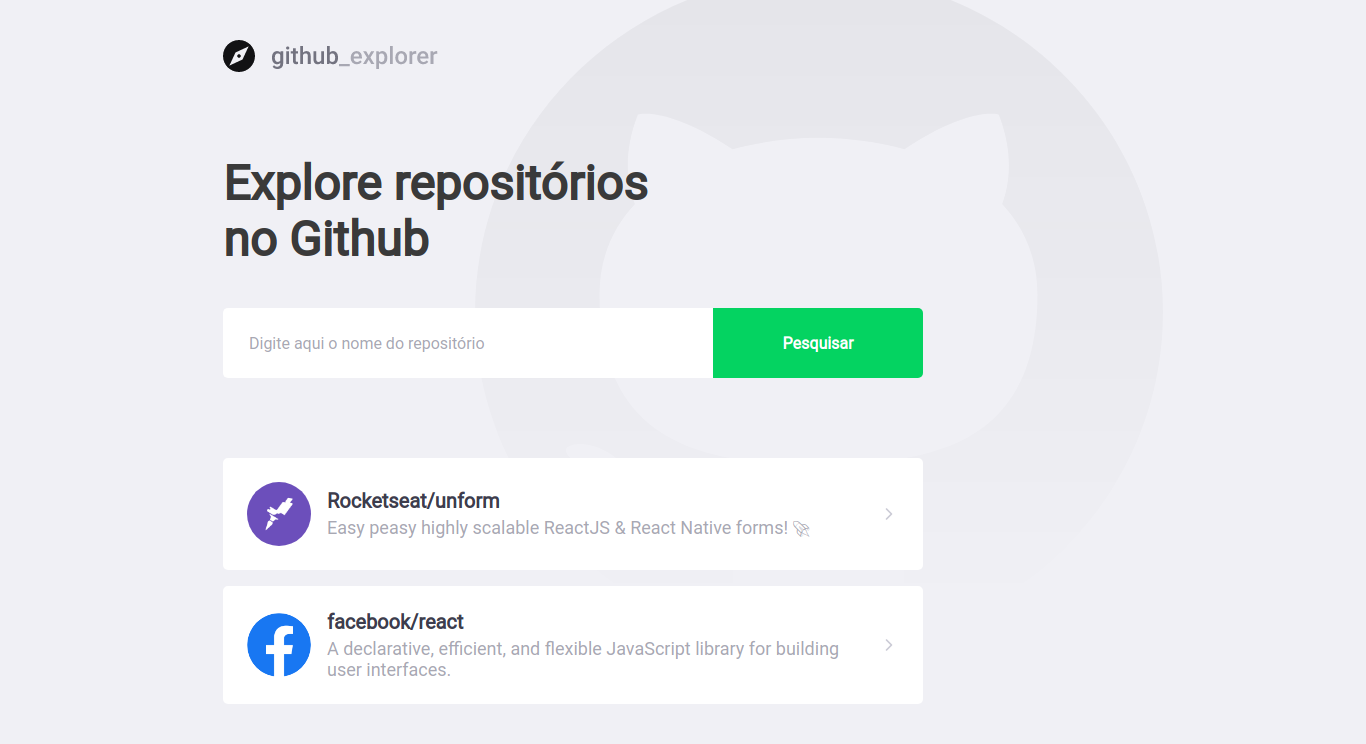 github_explorer
Explore repositórios
no Github
Digite aqui o nome do repositório
Pesquisar
Rocketseat/unform
Easy peasy highly scalable ReactJS & React Native forms! 🚀
facebook/react
A declarative, efficient, and flexible JavaScript library for building
user interfaces.